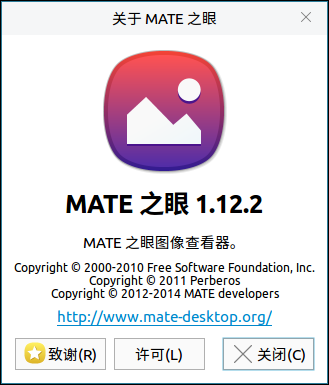 关于 MATE 之眼
MATE 之眼 1.12.2
MATE 之眼图像查看器。
Copyright © 2000-2010 Free Software Foundation, Inc.
Copyright © 2011 Perberos
Copyright © 2012-2014 MATE developers
http://www.mate-desktop.org/
致谢(R) 许可(L) 关闭(C)